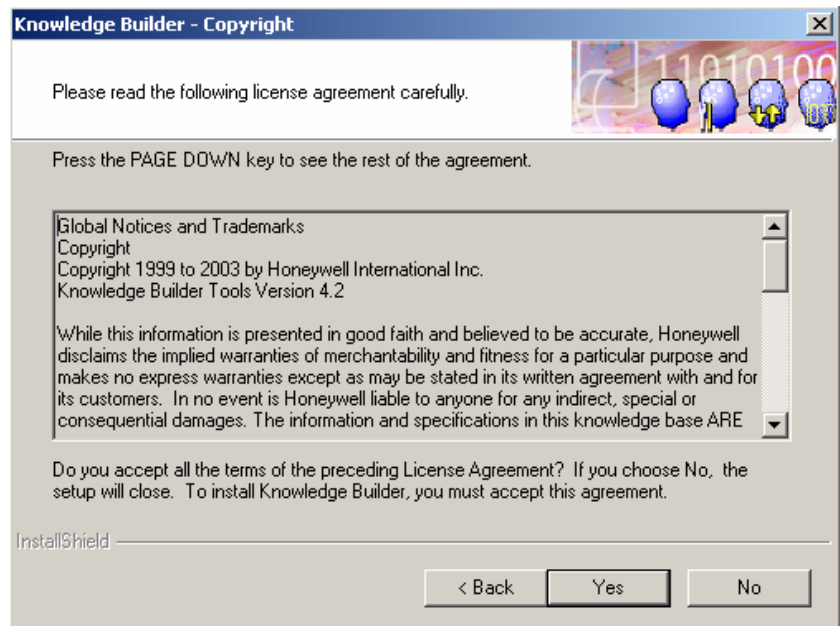 Knowledge Builder - Copyright
11010100
Please read the following license agreement carefully.
Press the PAGE DOWN key to see the rest of the agreement.
Global Notices and Trademarks
Copyright
Copyright 1999 to 2003 by Honeywell International Inc.
Knowledge Builder Tools Version 4.2
While this information is presented in good faith and believed to be accurate, Honeywell
disclaims the implied warranties of merchantability and fitness for a particular purpose and
makes no express warranties except as may be stated in its written agreement with and for
its customers.  In no event is Honeywell liable to anyone for any indirect, special or
consequential damages. The information and specifications in this knowledge base ARE
Do you accept all the terms of the preceding License Agreement?  If you choose No,  the
setup will close.  To install Knowledge Builder, you must accept this agreement.
InstallShield
< Back
Yes
No